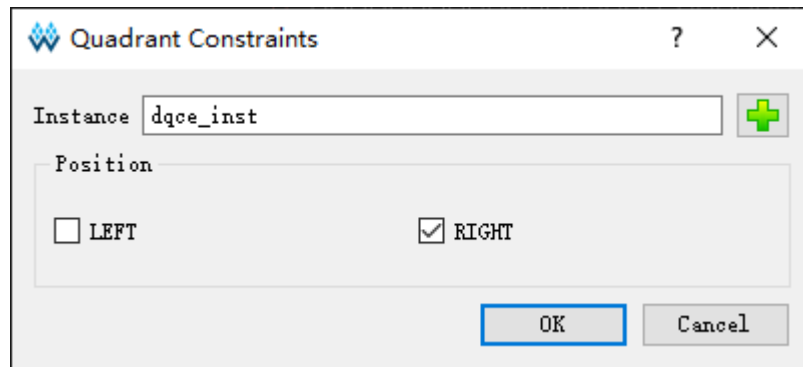 Quadrant Constraints ?
Instance dqce_inst
Position
LEFT RIGHT
OK Cancel